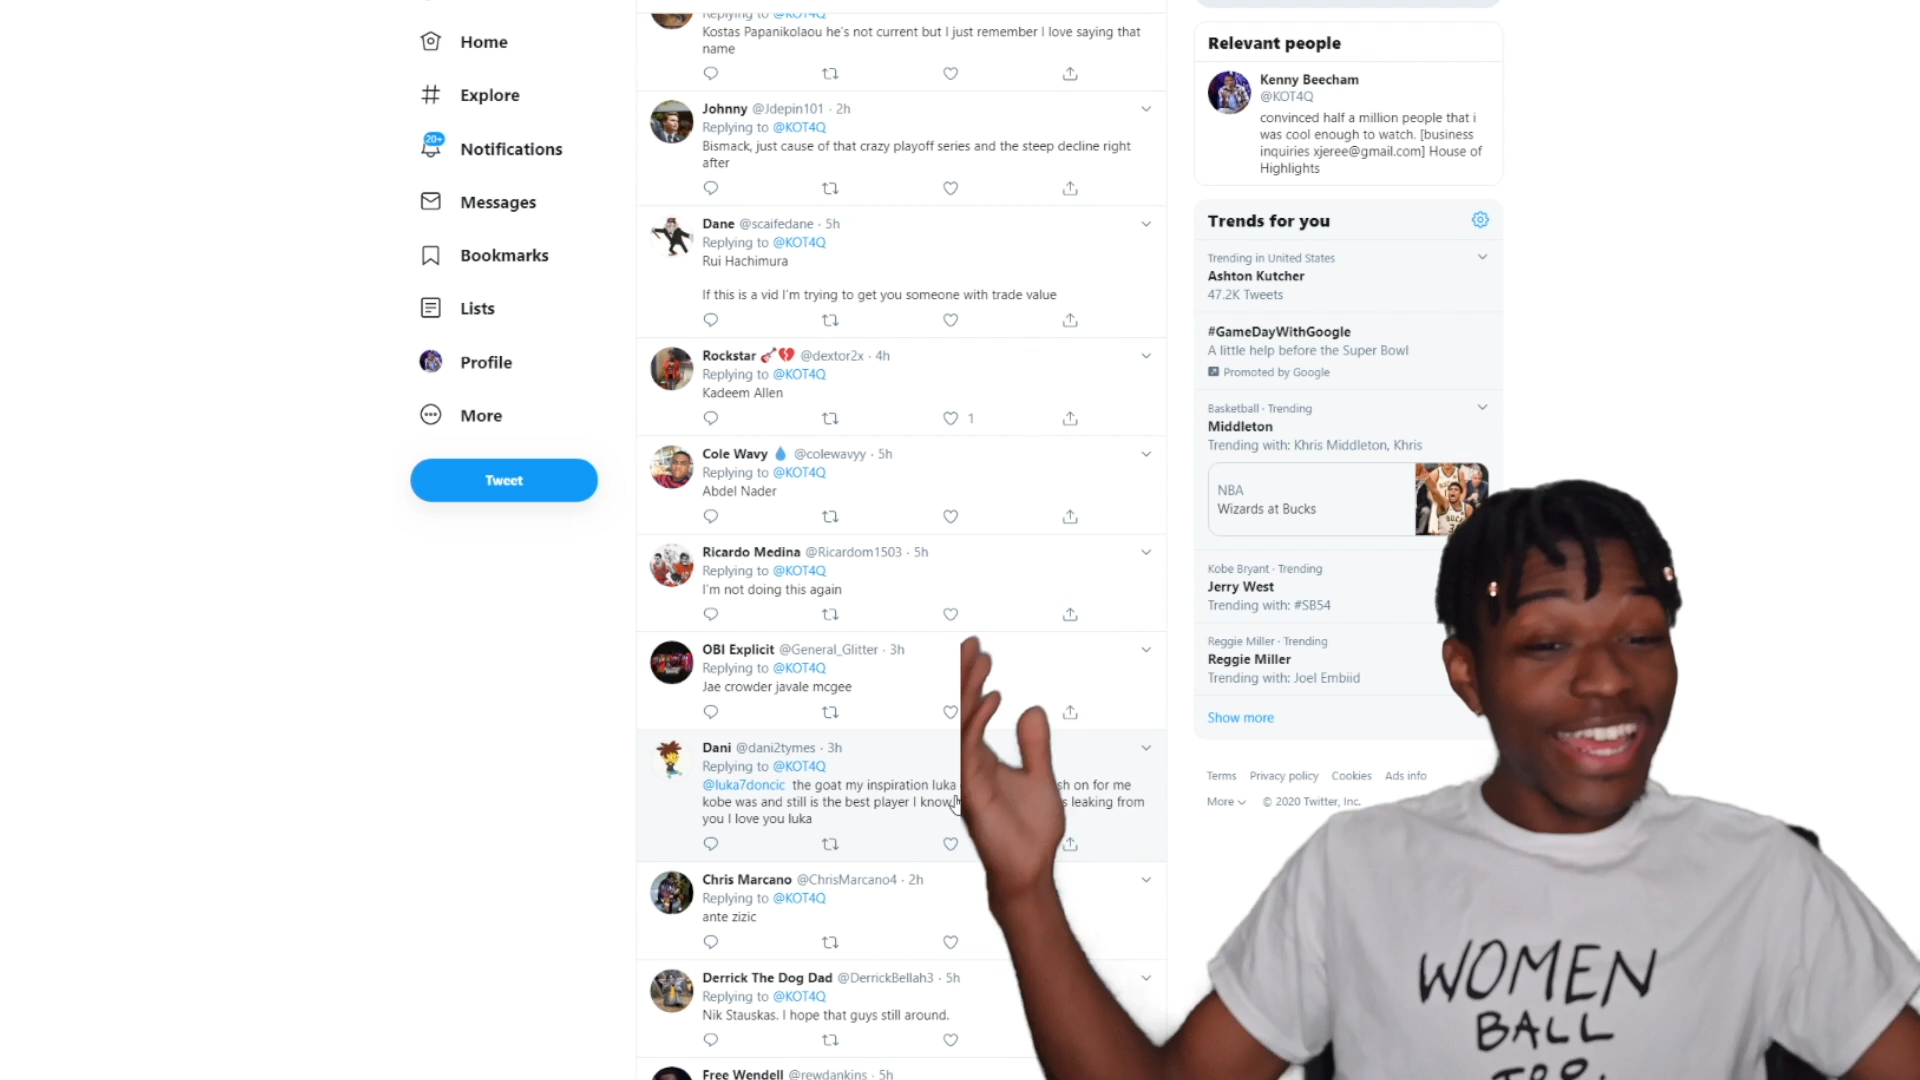 Home
Explore
20+
Notifications
Messages
Bookmarks
Lists
Profile
More
Tweet
Replying to @KOT4Q
Kostas Papanikolaou he's not current but I just remember I love saying that
name
Johnny @Jdepin101 · 2h
Replying to @KOT4Q
Bismack, just cause of that crazy playoff series and the steep decline right
after
Dane @scaifedane · 5h
Replying to @KOT4Q
Rui Hachimura
If this is a vid I'm trying to get you someone with trade value
Rockstar 🎸💔 @dextor2x · 4h
Replying to @KOT4Q
Kadeem Allen
1
Cole Wavy 💧 @colewavyy · 5h
Replying to @KOT4Q
Abdel Nader
Ricardo Medina @Ricardom1503 · 5h
Replying to @KOT4Q
I'm not doing this again
OBI Explicit @General_Glitter · 3h
Replying to @KOT4Q
Jae crowder javale mcgee
Dani @dani2tymes · 3h
Replying to @KOT4Q
@luka7doncic the goat my inspiration luka on for me
kobe was and still is the best player I know leaking from
you I love you luka
Chris Marcano @ChrisMarcano4 · 2h
Replying to @KOT4Q
ante zizic
Derrick The Dog Dad @DerrickBellah3 · 5h
Replying to @KOT4Q
Nik Stauskas. I hope that guys still around.
Free Wendell @rewdankins · 5h
Relevant people
Kenny Beecham
@KOT4Q
convinced half a million people that i
was cool enough to watch. [business
inquiries xjeree@gmail.com] House of
Highlights
Trends for you
Trending in United States
Ashton Kutcher
47.2K Tweets
#GameDayWithGoogle
A little help before the Super Bowl
Promoted by Google
Basketball · Trending
Middleton
Trending with: Khris Middleton, Khris
NBA
Wizards at Bucks
Kobe Bryant · Trending
Jerry West
Trending with: #SB54
Reggie Miller · Trending
Reggie Miller
Trending with: Joel Embiid
Show more
Terms Privacy policy Cookies Ads info
More © 2020 Twitter, Inc.
WOMEN
BALL
TOO.